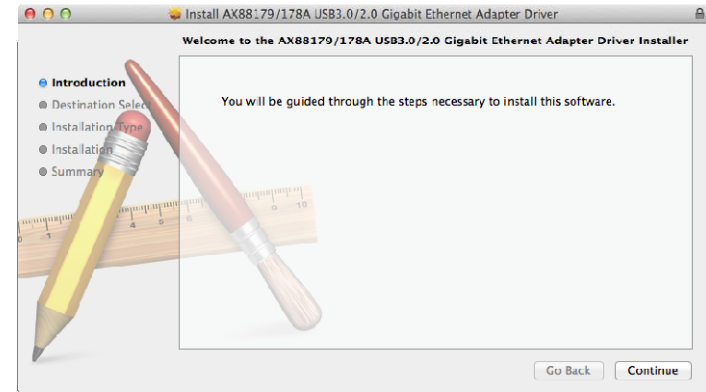 Install AX88179/178A USB3.0/2.0 Gigabit Ethernet Adapter Driver
Welcome to the AX88179/178A USB3.0/2.0 Gigabit Ethernet Adapter Driver Installer
Introduction
Destination Select
Installation Type
Installation
Summary
You will be guided through the steps necessary to install this software.
Go Back
Continue